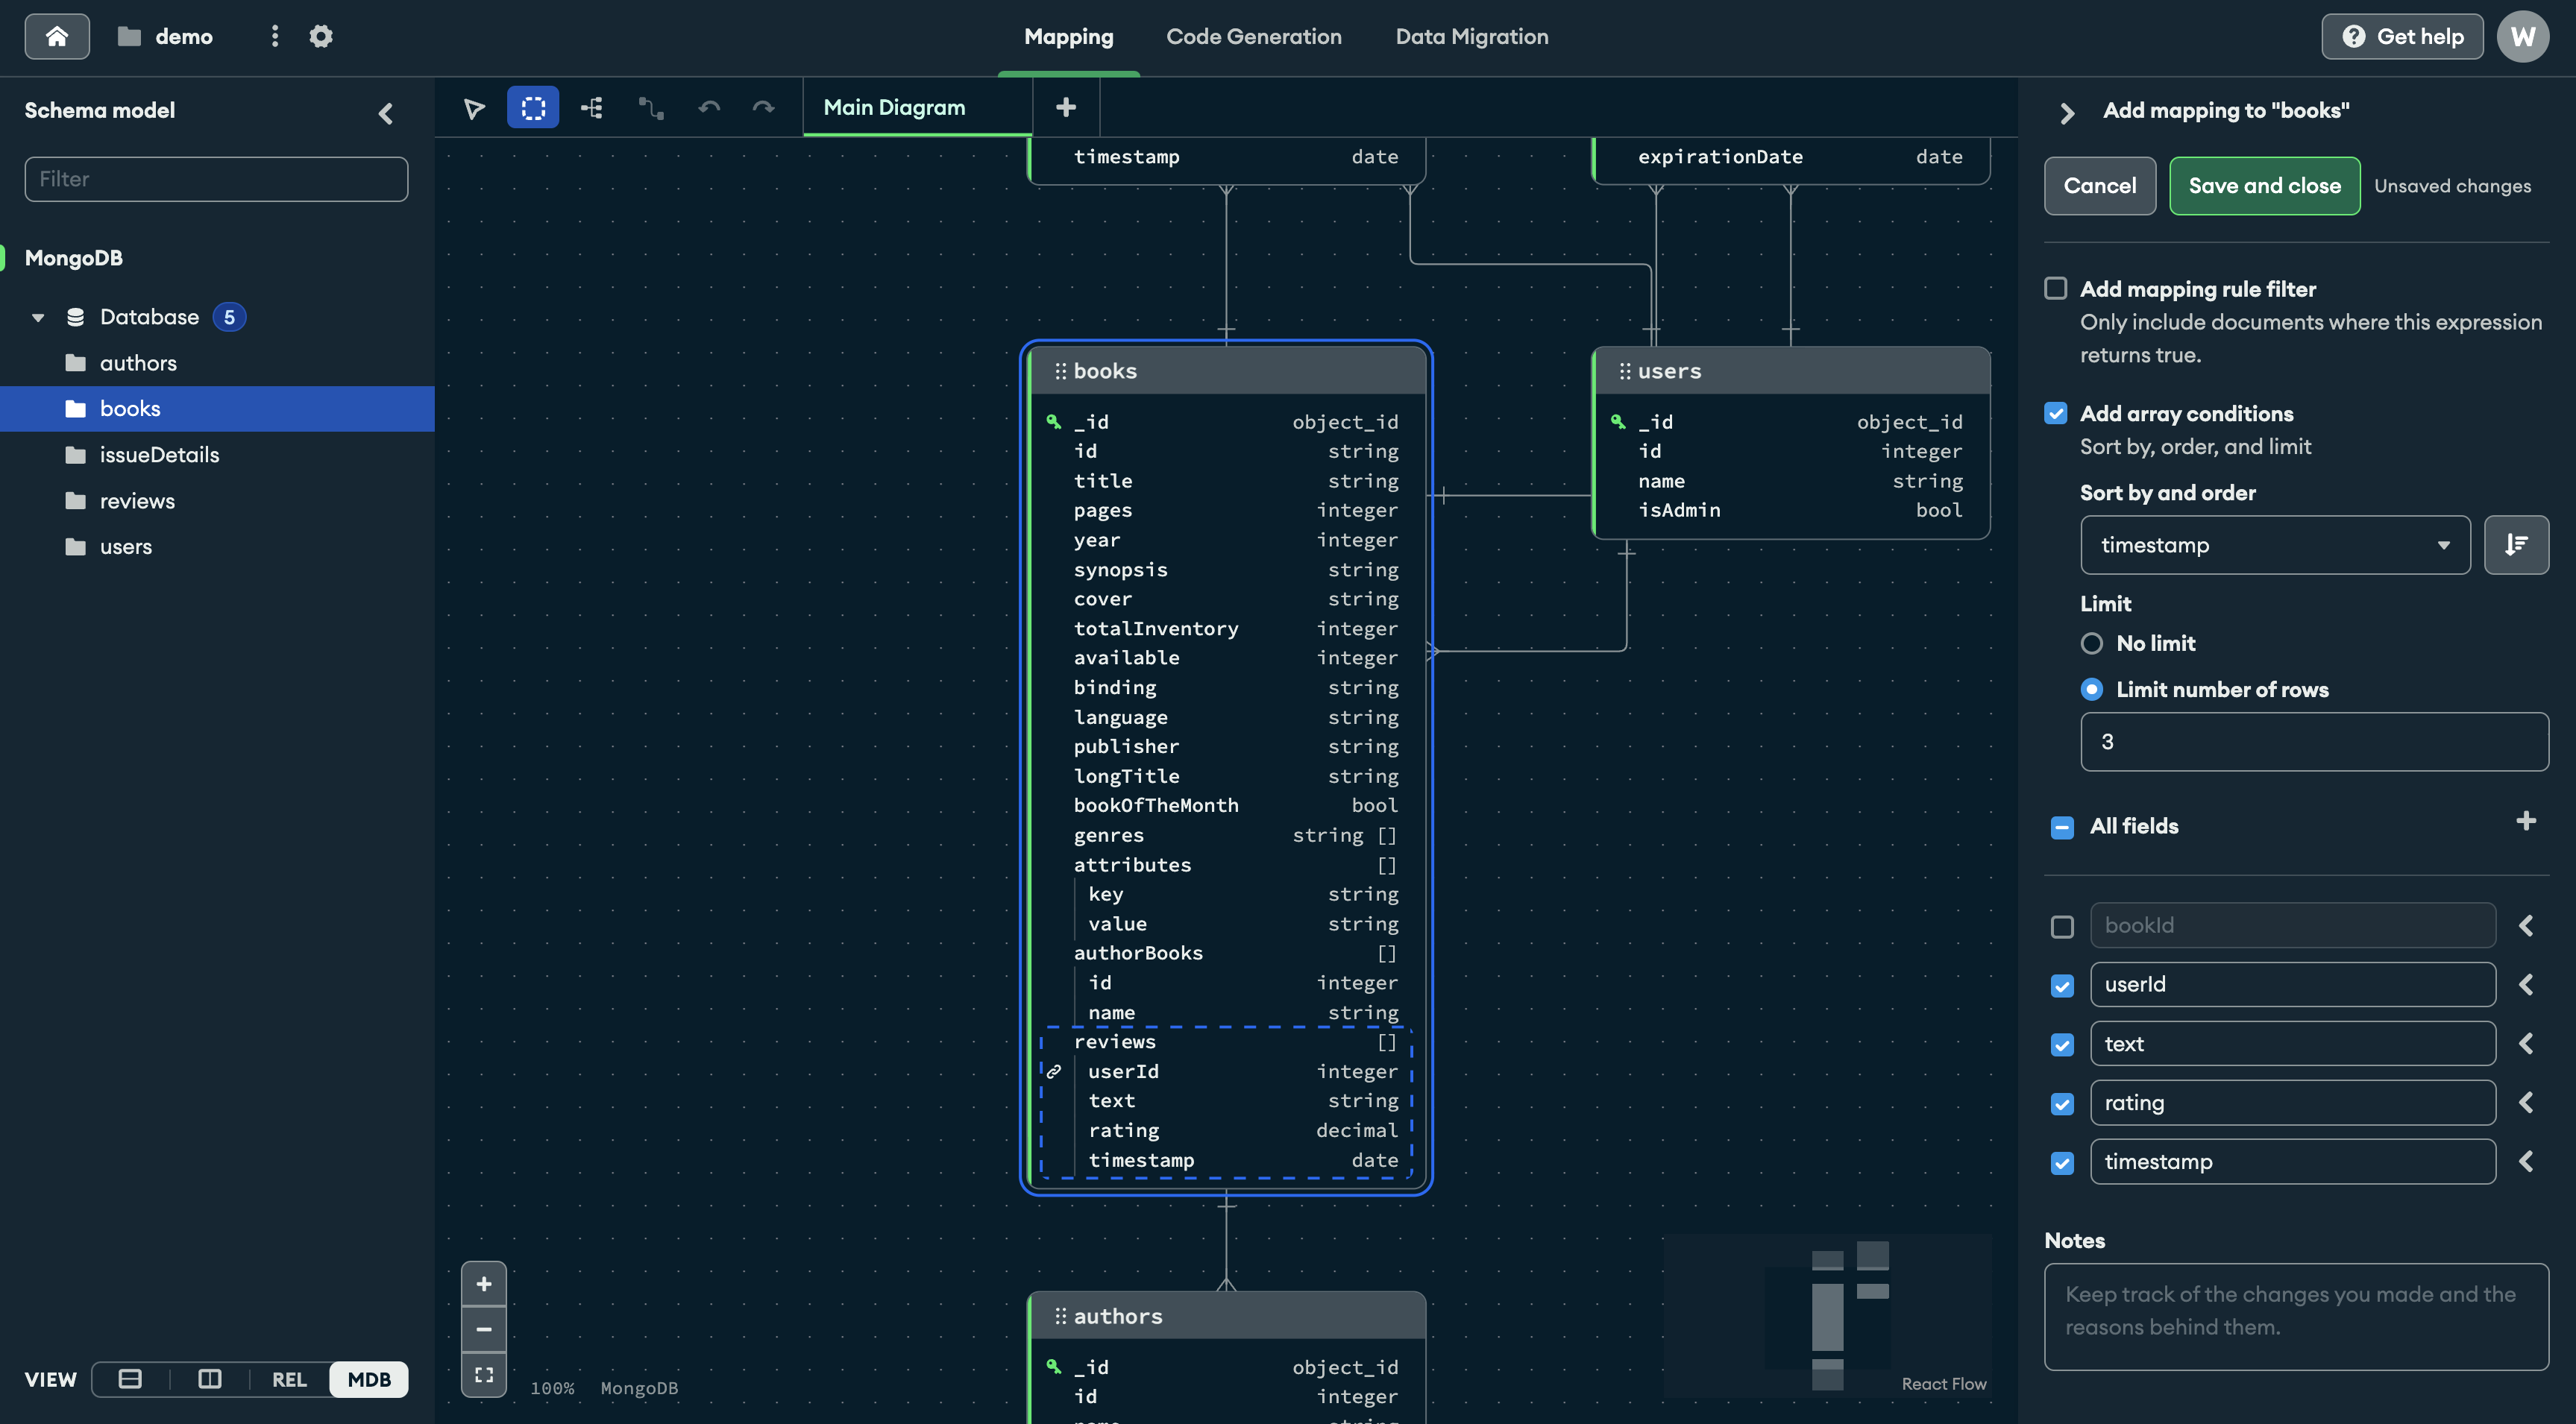 demo
Mapping
Code Generation
Data Migration
Get help
W
Schema model
Filter
MongoDB
Database 5
authors
books
issueDetails
reviews
users
VIEW
REL
MDB
Main Diagram
timestamp date
expirationDate date
books
_id object_id
id string
title string
pages integer
year integer
synopsis string
cover string
totalInventory integer
available integer
binding string
language string
publisher string
longTitle string
bookOfTheMonth bool
genres string []
attributes []
key string
value string
authorBooks []
id integer
name string
reviews []
userId integer
text string
rating decimal
timestamp date
users
_id object_id
id integer
name string
isAdmin bool
authors
_id object_id
id integer
100% MongoDB
React Flow
Add mapping to "books"
Cancel
Save and close
Unsaved changes
Add mapping rule filter
Only include documents where this expression
returns true.
Add array conditions
Sort by, order, and limit
Sort by and order
timestamp
Limit
No limit
Limit number of rows
3
All fields
bookId
userId
text
rating
timestamp
Notes
Keep track of the changes you made and the
reasons behind them.